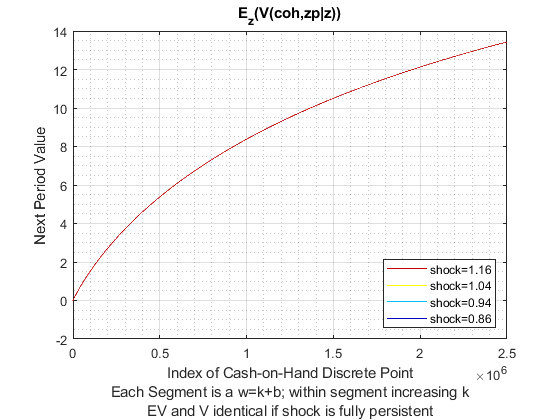 E_z(V(coh,zp|z))
14
12
10
8
6
4
2
0
-2
Next Period Value
shock=1.16
shock=1.04
shock=0.94
shock=0.86
0 0.5 1 1.5 2 2.5
×10^6
Index of Cash-on-Hand Discrete Point
Each Segment is a w=k+b; within segment increasing k
EV and V identical if shock is fully persistent